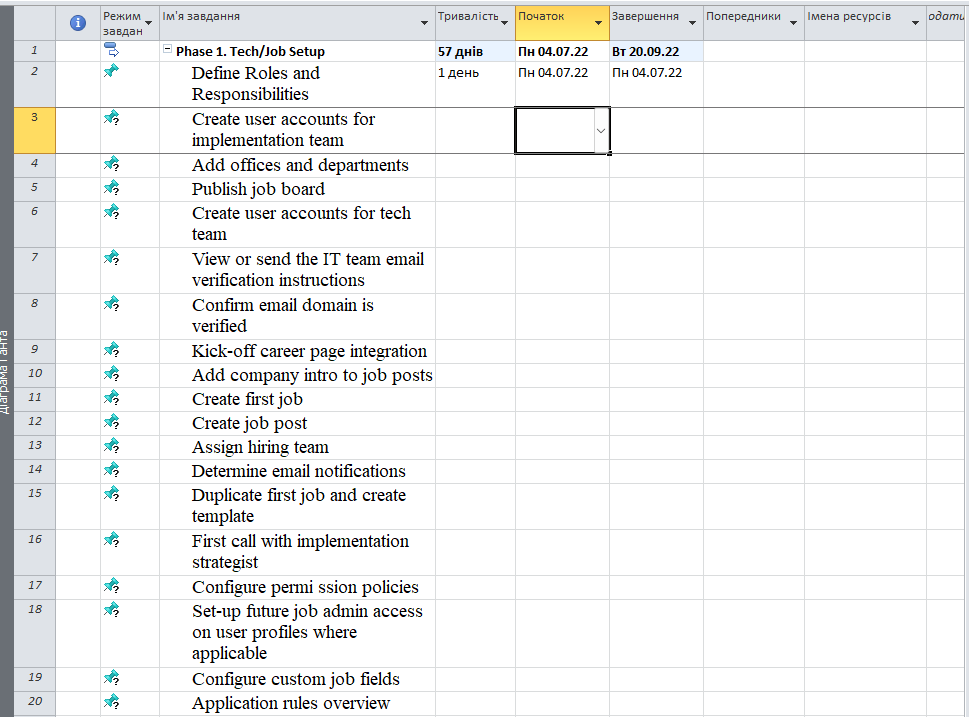 Режим завдан
Ім'я завдання
Тривалість
Початок
Завершення
Попередники
Імена ресурсів
1 Phase 1. Tech/Job Setup 57 днів Пн 04.07.22 Вт 20.09.22
2 Define Roles and 1 день Пн 04.07.22 Пн 04.07.22
Responsibilities
3 Create user accounts for
implementation team
4 Add offices and departments
5 Publish job board
6 Create user accounts for tech
team
7 View or send the IT team email
verification instructions
8 Confirm email domain is
verified
9 Kick-off career page integration
10 Add company intro to job posts
11 Create first job
12 Create job post
13 Assign hiring team
14 Determine email notifications
15 Duplicate first job and create
template
16 First call with implementation
strategist
17 Configure permi ssion policies
18 Set-up future job admin access
on user profiles where
applicable
19 Configure custom job fields
20 Application rules overview
Діаграма Ганта